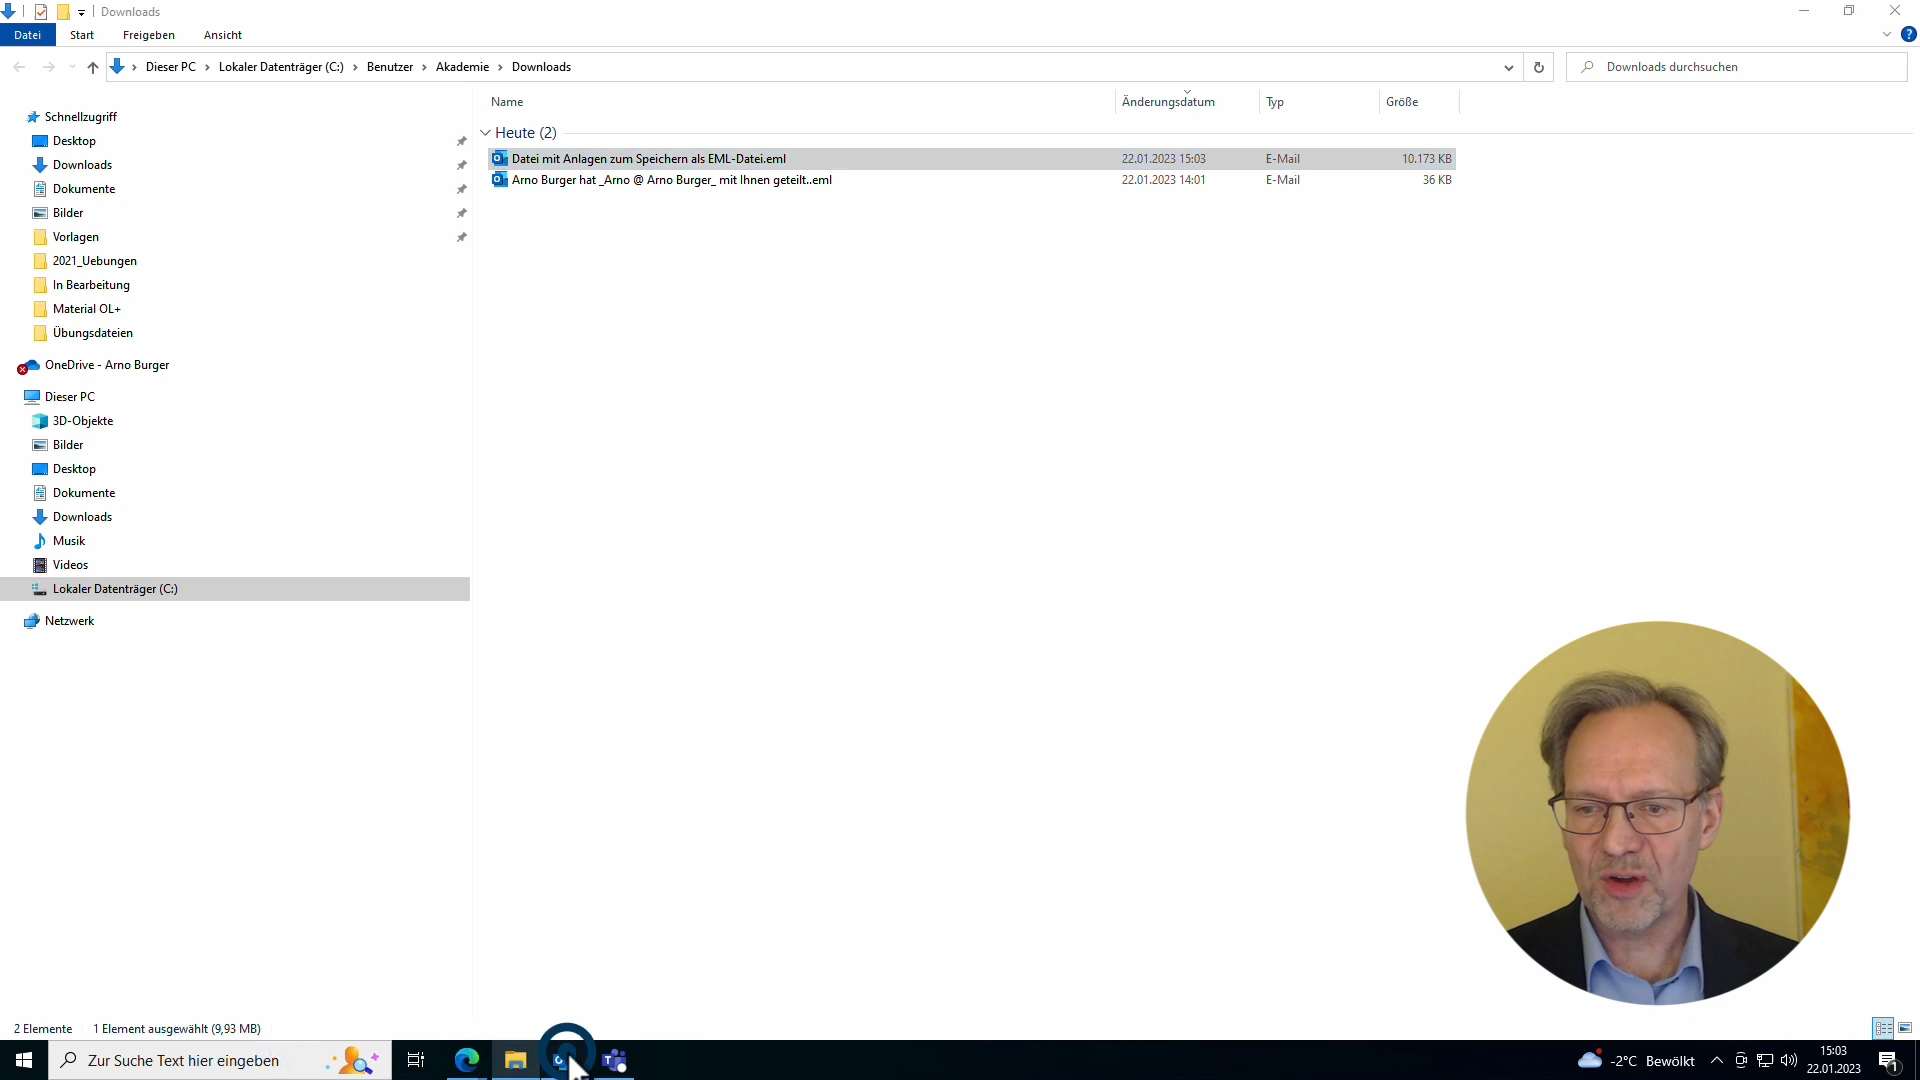 Downloads
Datei Start Freigeben Ansicht
Dieser PC Lokaler Datenträger (C:) Benutzer Akademie Downloads
Downloads durchsuchen
Name Änderungsdatum Typ Größe
Heute (2)
Datei mit Anlagen zum Speichern als EML-Datei.eml 22.01.2023 15:03 E-Mail 10.173 KB
Arno Burger hat _Arno @ Arno Burger_ mit Ihnen geteilt..eml 22.01.2023 14:01 E-Mail 36 KB
Schnellzugriff
Desktop
Downloads
Dokumente
Bilder
Vorlagen
2021_Uebungen
In Bearbeitung
Material OL+
Übungsdateien
OneDrive - Arno Burger
Dieser PC
3D-Objekte
Bilder
Desktop
Dokumente
Downloads
Musik
Videos
Lokaler Datenträger (C:)
Netzwerk
2 Elemente 1 Element ausgewählt (9,93 MB)
Zur Suche Text hier eingeben
-2°C Bewölkt
15:03
22.01.2023
1